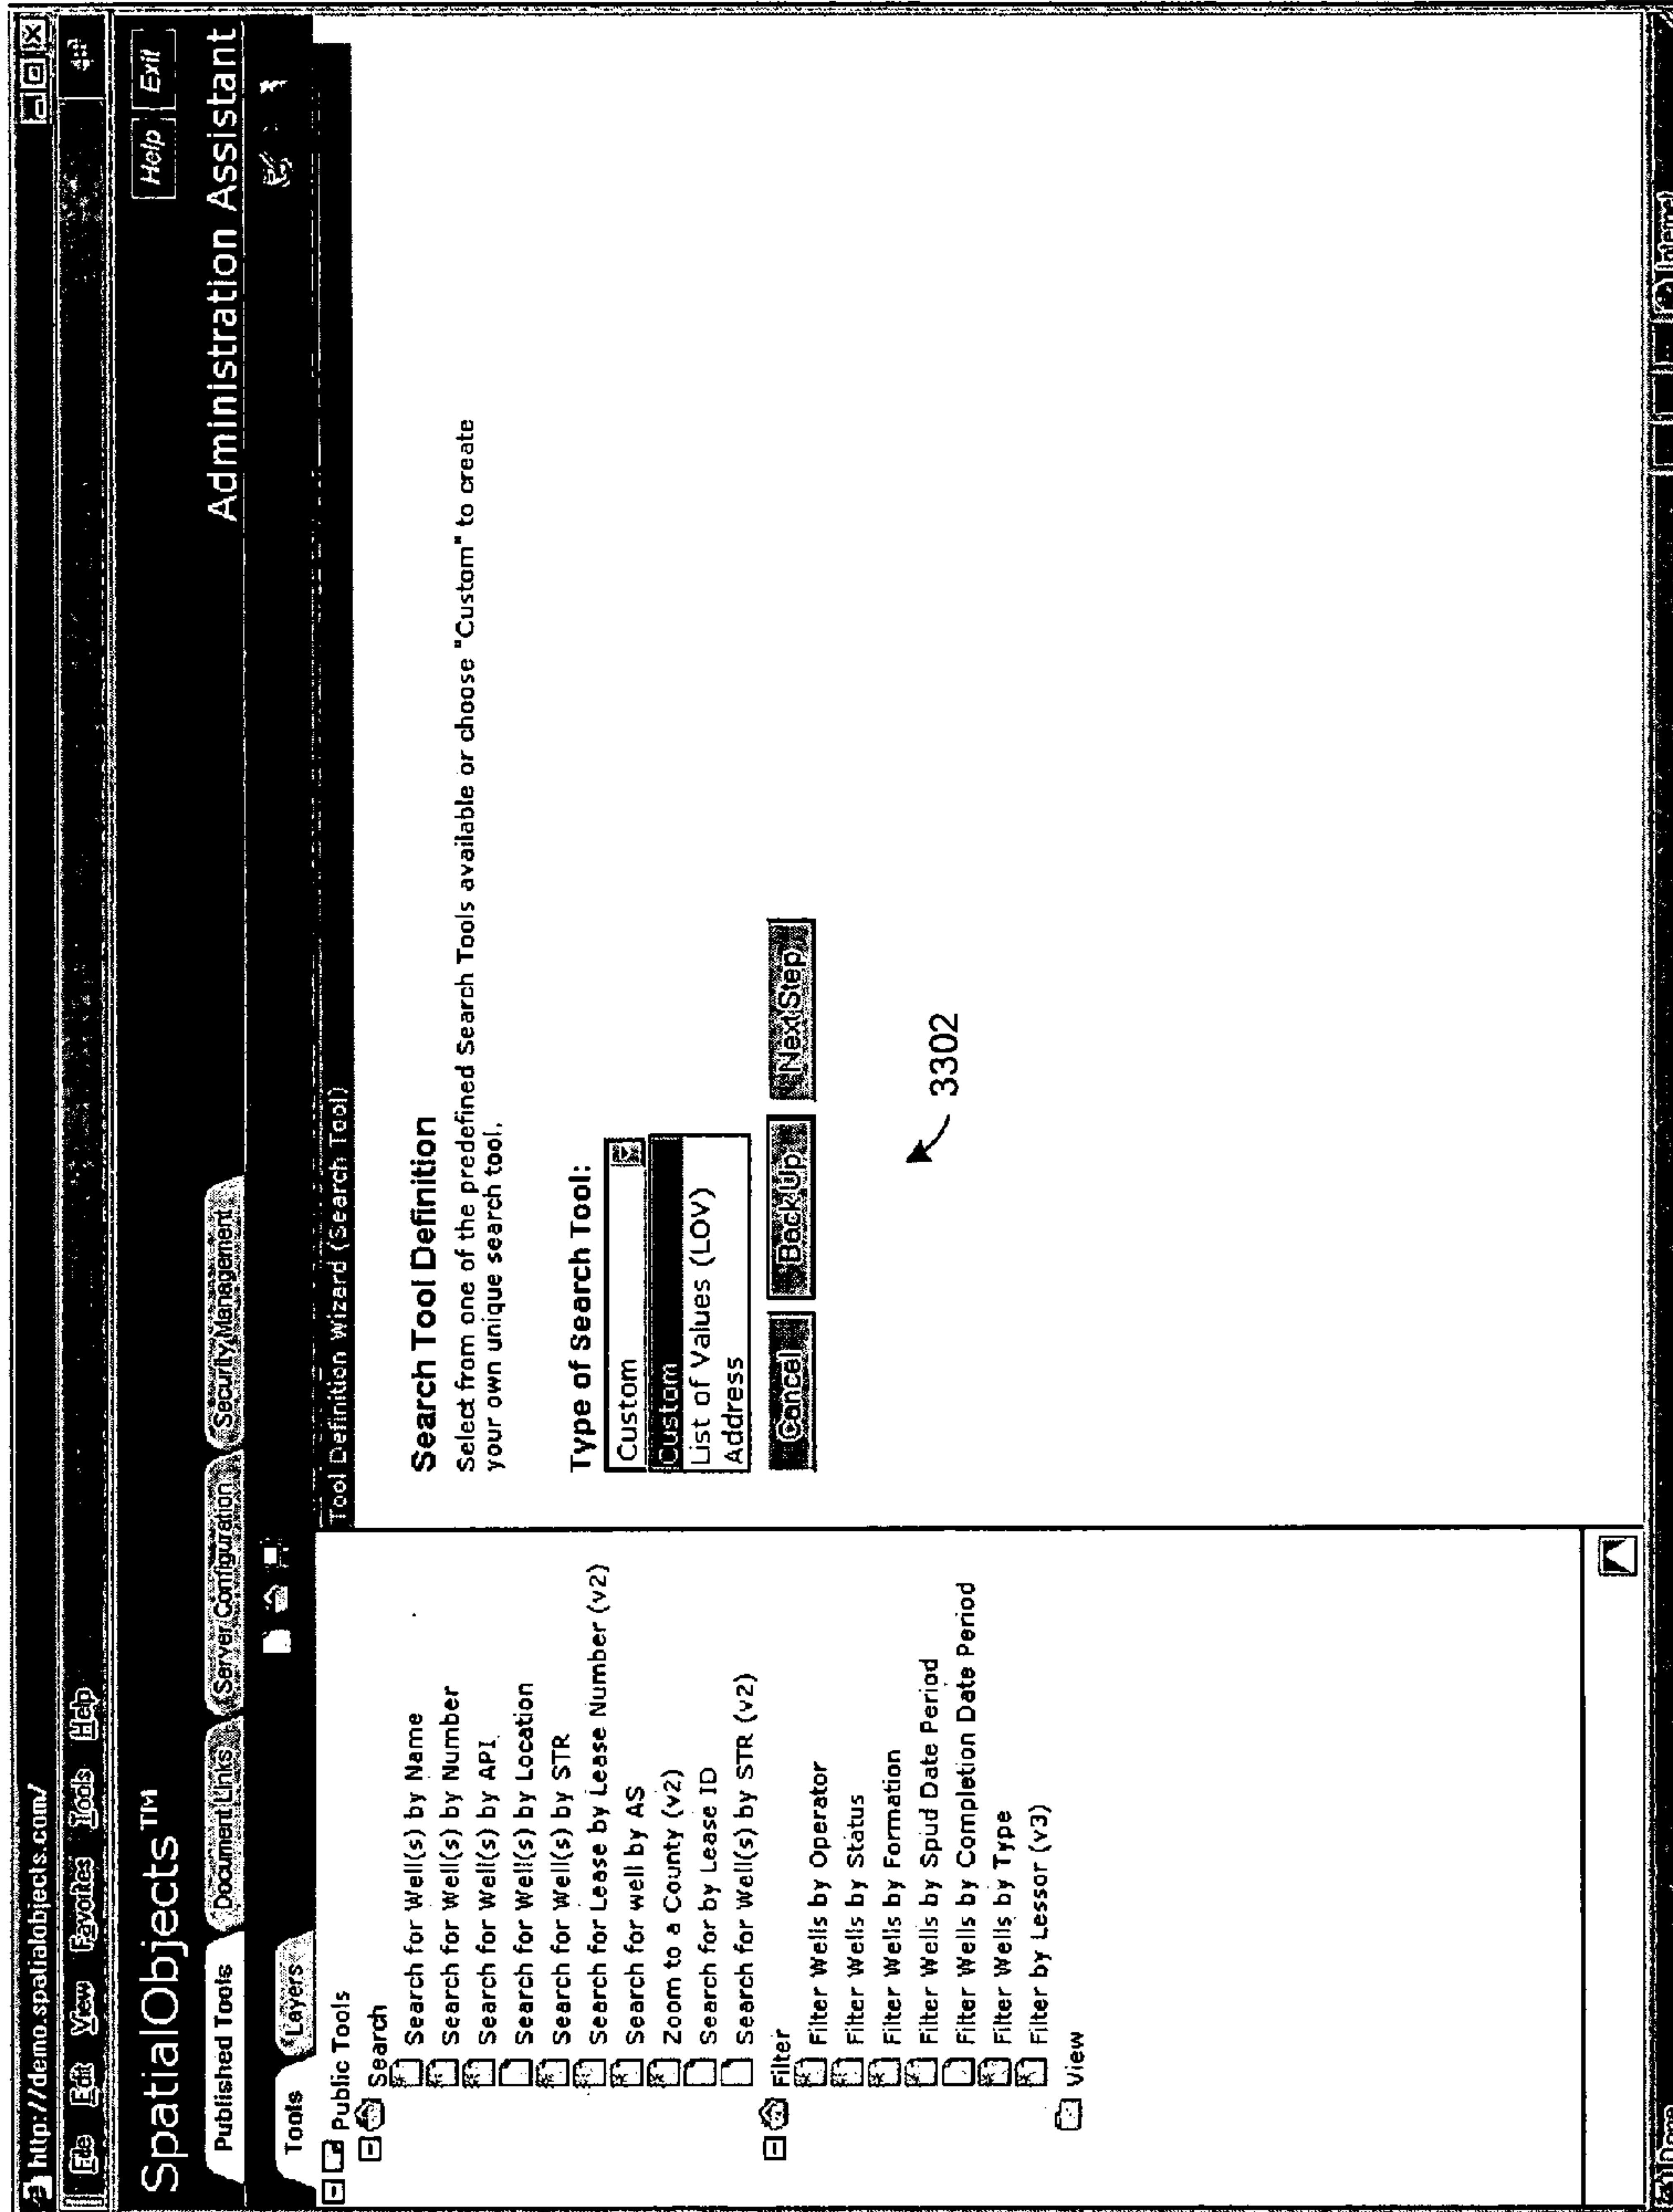 http://demo.spatialobjects.com/
File Edit View Favorites Tools Help
SpatialObjects™
Help Exit
Published Tools Document Links Server Configuration Security Management
Administration Assistant
Tools Layers
Public Tools
Search
Search for Well(s) by Name
Search for Well(s) by Number
Search for Well(s) by API
Search for Well(s) by Location
Search for Well(s) by STR
Search for Lease by Lease Number (v2)
Search for well by AS
Zoom to a County (v2)
Search for by Lease ID
Search for Well(s) by STR (v2)
Filter
Filter Wells by Operator
Filter Wells by Status
Filter Wells by Formation
Filter Wells by Spud Date Period
Filter Wells by Completion Date Period
Filter Wells by Type
Filter by Lessor (v3)
View
Tool Definition Wizard (Search Tool)
Search Tool Definition
Select from one of the predefined Search Tools available or choose "Custom" to create
your own unique search tool.
Type of Search Tool:
Custom
Custom
List of Values (LOV)
Address
Cancel Back Up Next Step
3302
Done
Internet